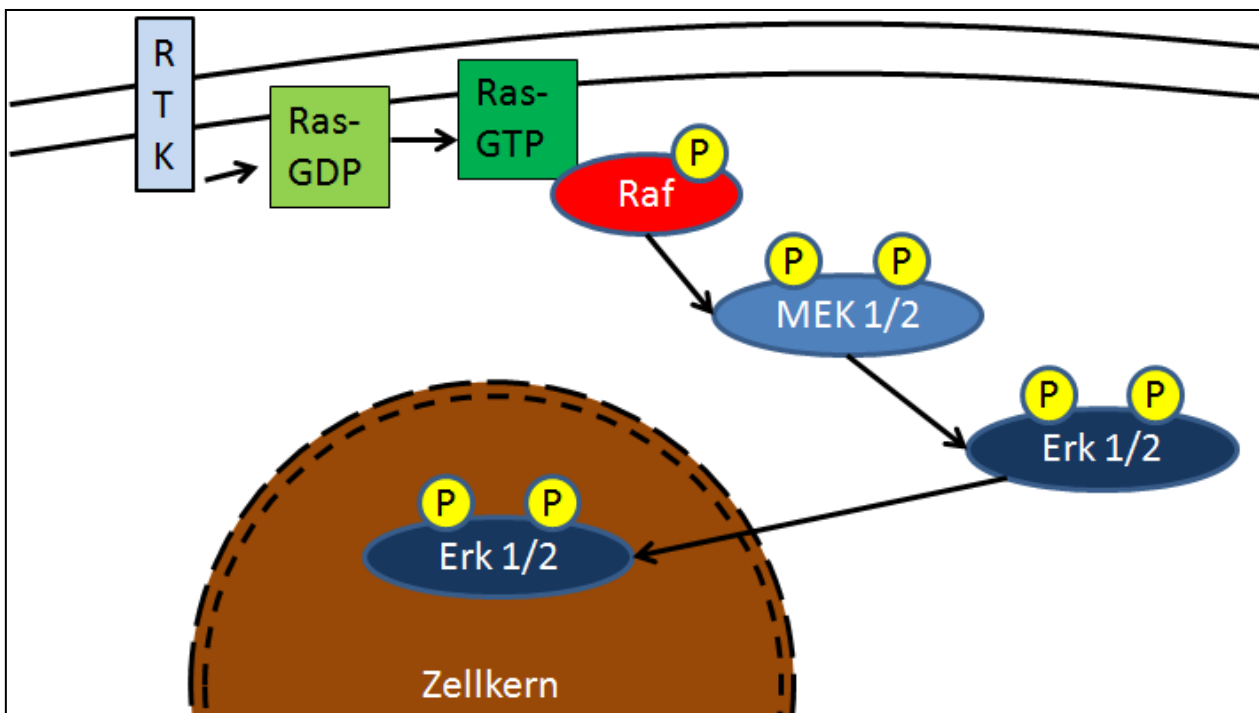 R
T
K
Ras-
GDP
Ras-
GTP
P
Raf
P P
MEK 1/2
P P
Erk 1/2
P P
Erk 1/2
Zellkern